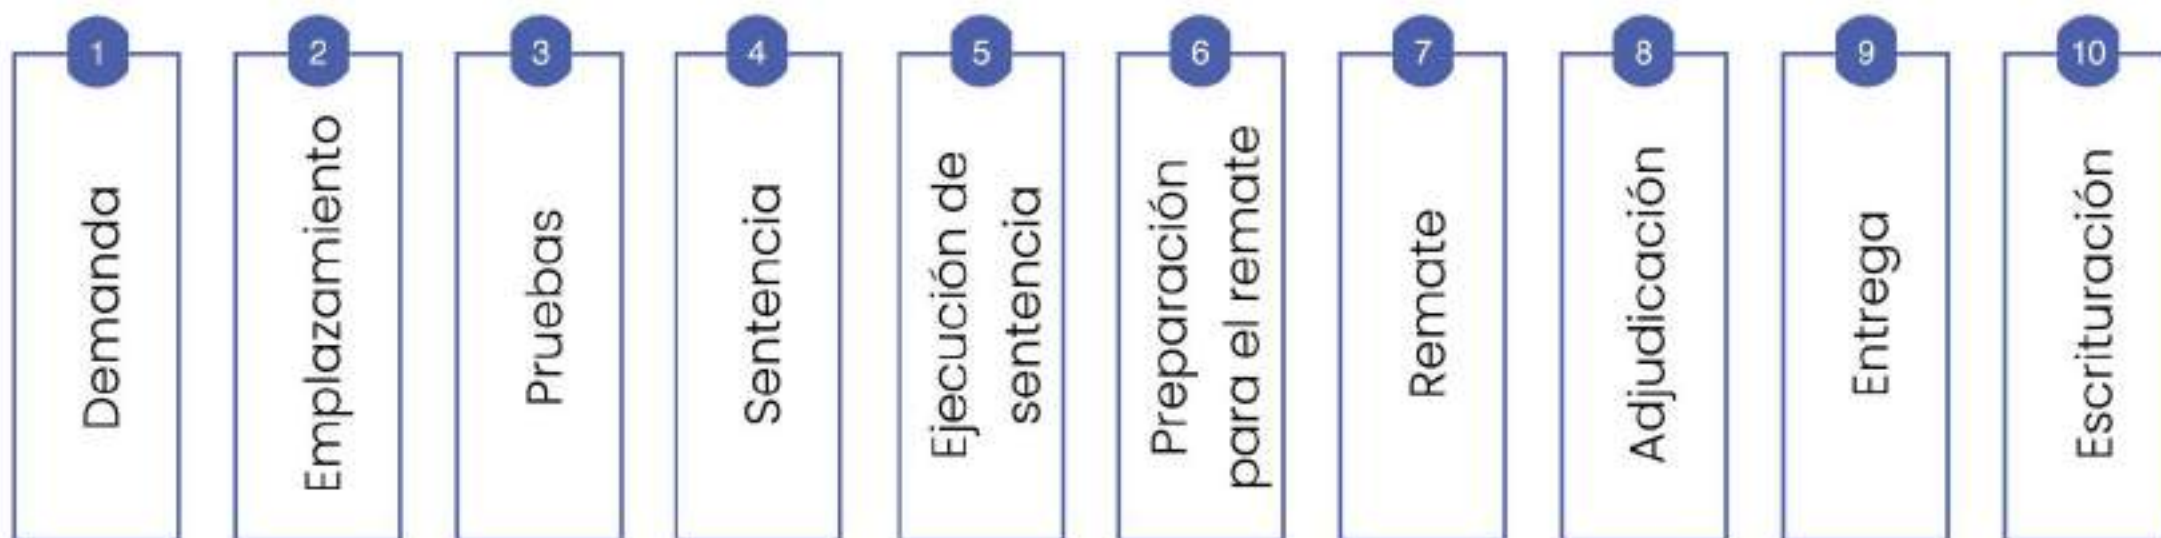 1
Demanda
2
Emplazamiento
3
Pruebas
4
Sentencia
5
Ejecución de
sentencia
6
Preparación
para el remate
7
Remate
8
Adjudicación
9
Entrega
10
Escrituración